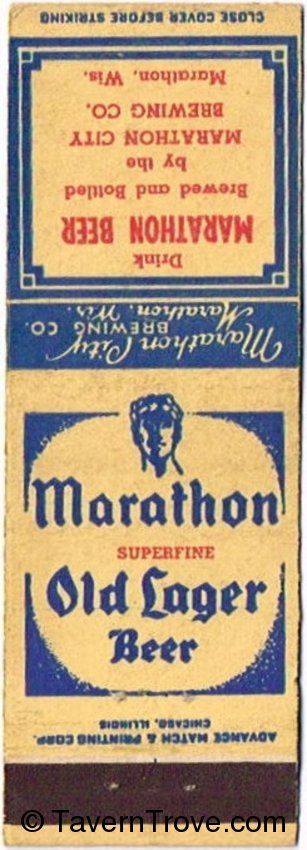 CLOSE COVER BEFORE STRIKING
Drink
MARATHON BEER
Brewed and Bottled
by the
MARATHON CITY
BREWING CO.
Marathon, Wis.
Marathon City
BREWING CO.
Marathon, Wis.
Marathon
SUPERFINE
Old Lager
Beer
ADVANCE MATCH & PRINTING CORP.
CHICAGO, ILLINOIS
© TavernTrove.com